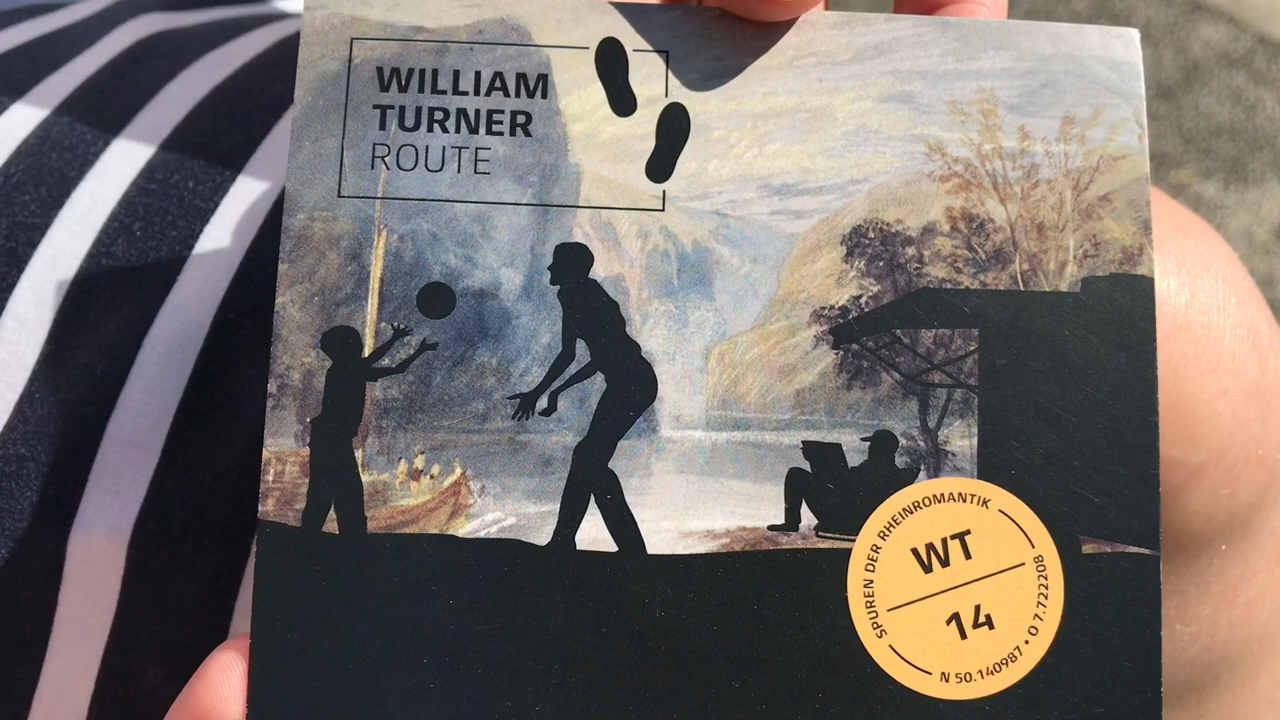 WILLIAM
TURNER
ROUTE
SPUREN DER RHEINROMANTIK
WT
14
N 50.140987 • O 7.722208